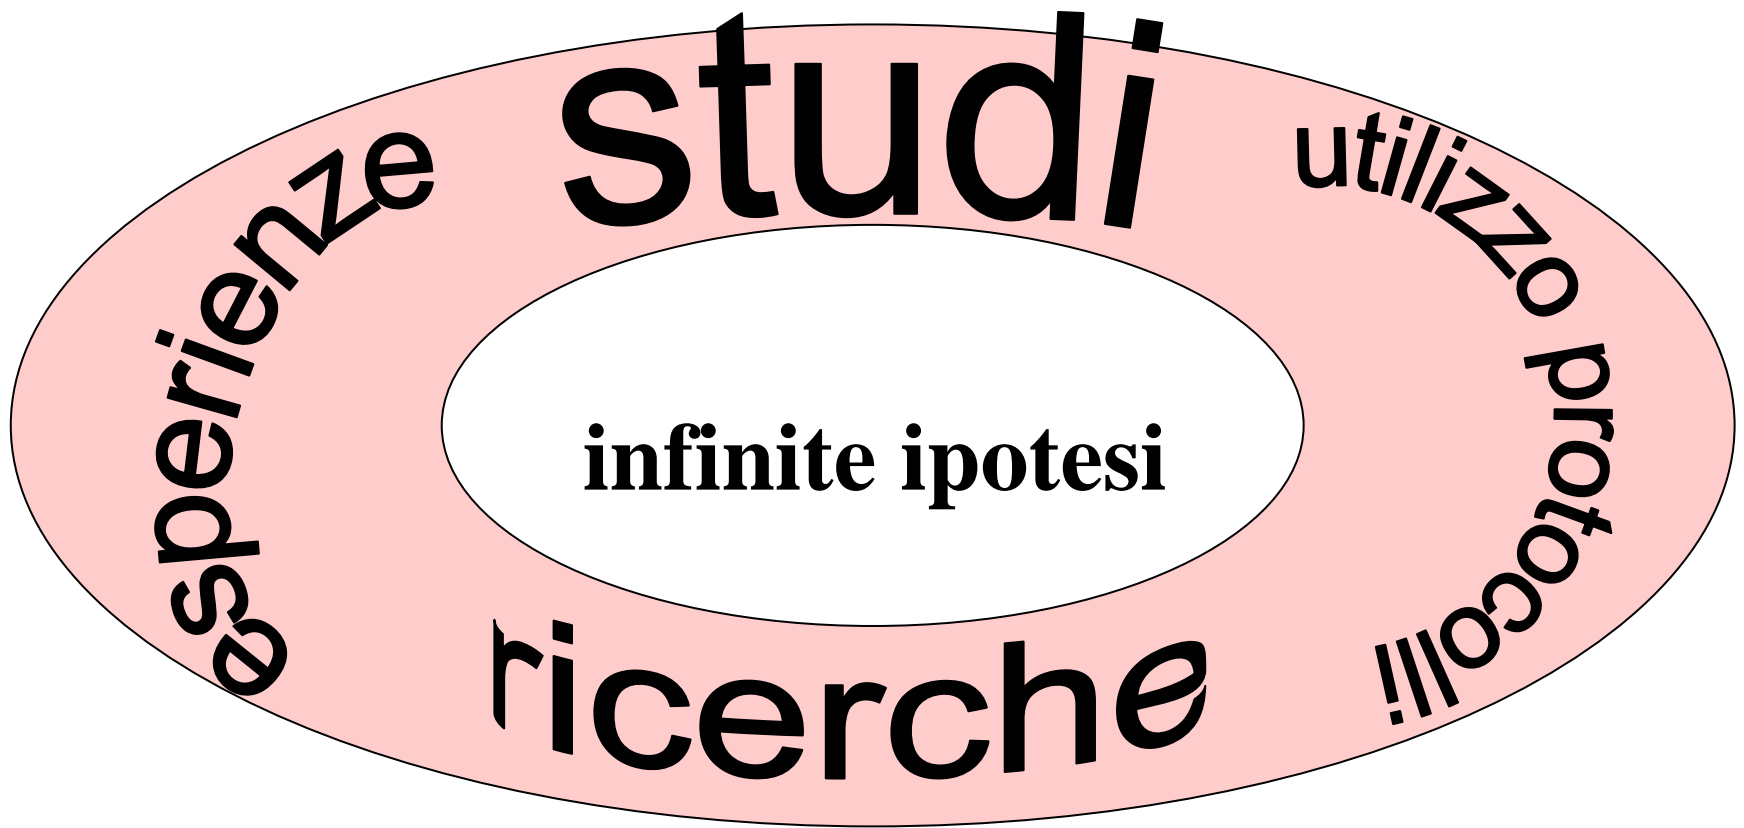 studi
esperienze
utilizzo protocolli
infinite ipotesi
ricerche